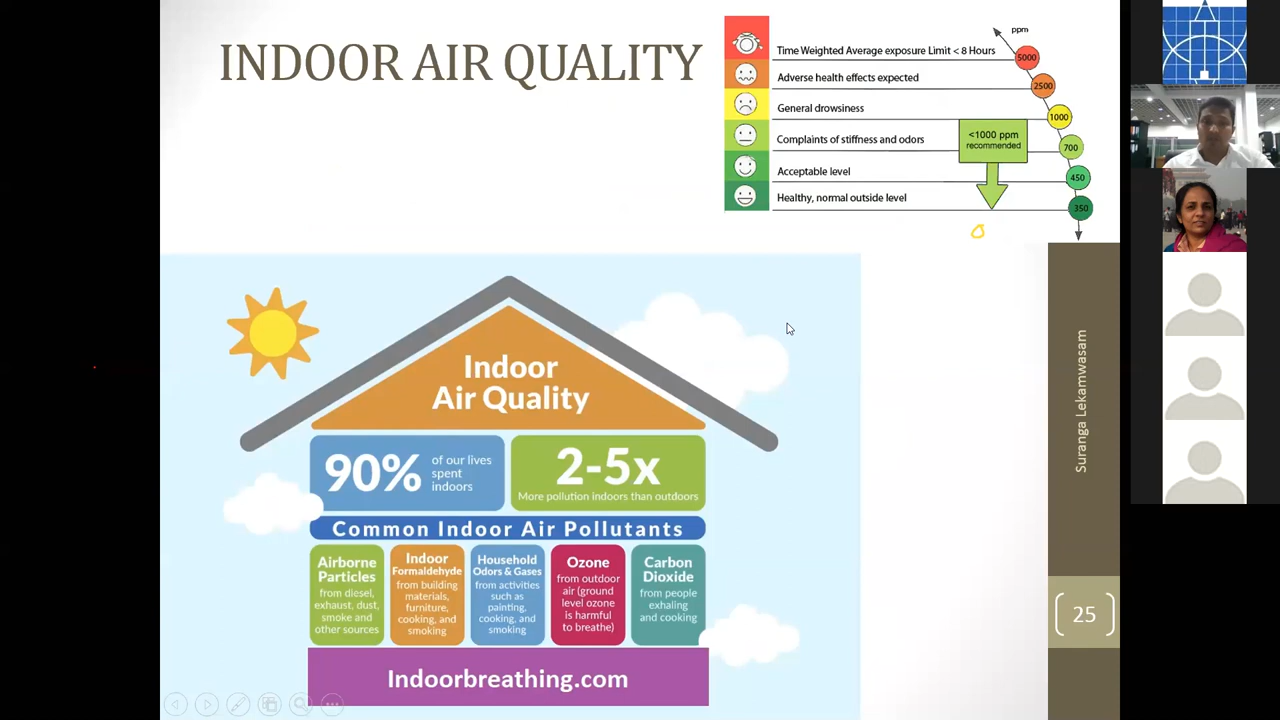 INDOOR AIR QUALITY
ppm
Time Weighted Average exposure Limit < 8 Hours
5000
Adverse health effects expected
2500
General drowsiness
1000
<1000 ppm
recommended
Complaints of stiffness and odors
700
Acceptable level
450
Healthy, normal outside level
350
Indoor
Air Quality
90%
of our lives
spent
indoors
2-5x
More pollution indoors than outdoors
Common Indoor Air Pollutants
Airborne
Particles
from diesel,
exhaust, dust,
smoke and
other sources
Indoor
Formaldehyde
from building
materials,
furniture,
cooking, and
smoking
Household
Odors & Gases
from activities
such as
painting,
cooking, and
smoking
Ozone
from outdoor
air (ground
level ozone
is harmful
to breathe)
Carbon
Dioxide
from people
exhaling
and cooking
Indoorbreathing.com
Suranga Lekamwasam
25